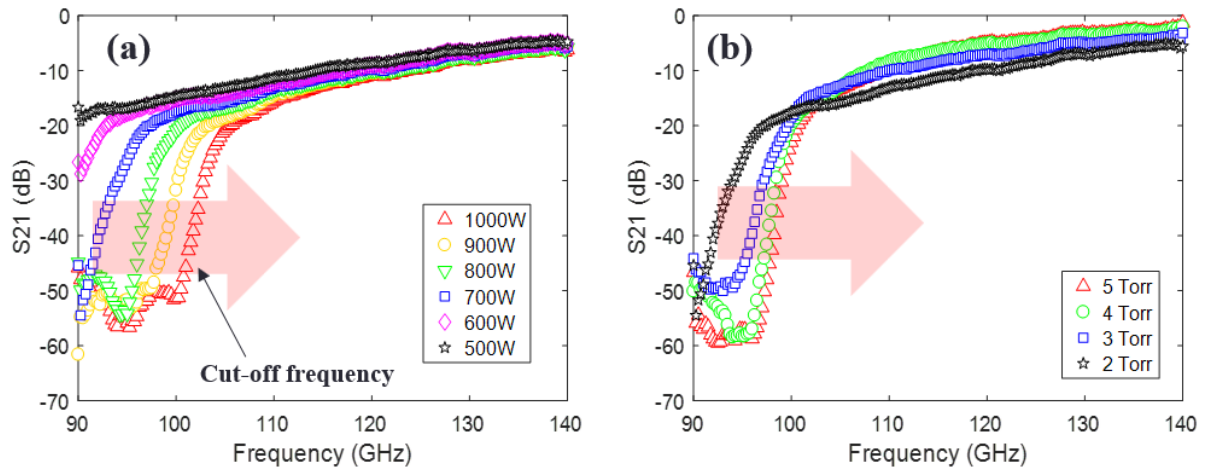 (a)
0
-10
-20
-30
-40
-50
-60
-70
S21 (dB)
1000W
900W
800W
700W
600W
500W
Cut-off frequency
90 100 110 120 130 140
Frequency (GHz)
(b)
0
-10
-20
-30
-40
-50
-60
-70
S21 (dB)
5 Torr
4 Torr
3 Torr
2 Torr
90 100 110 120 130 140
Frequency (GHz)